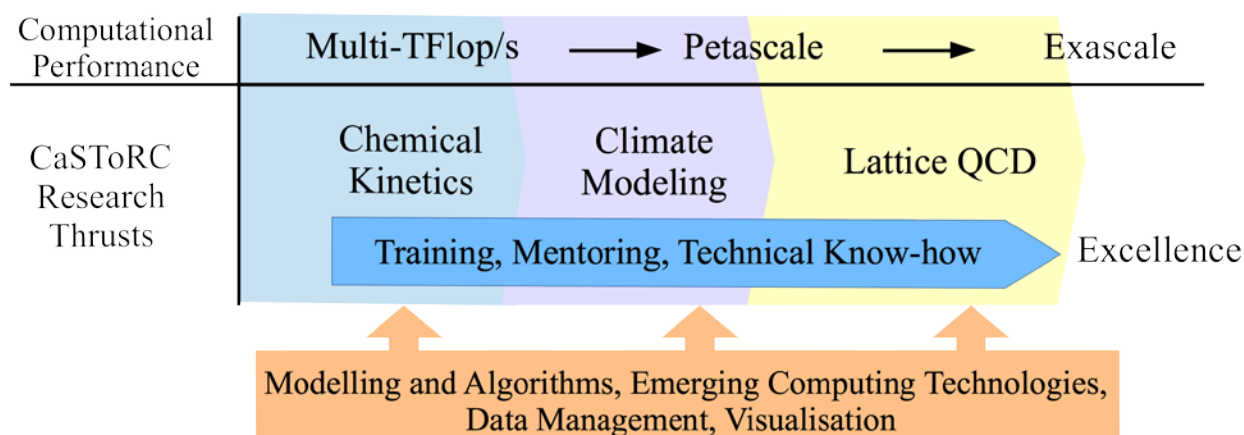 Computational
Performance
Multi-TFlop/s
Petascale
Exascale
CaSToRC
Research
Thrusts
Chemical
Kinetics
Climate
Modeling
Lattice QCD
Training, Mentoring, Technical Know-how
Excellence
Modelling and Algorithms, Emerging Computing Technologies,
Data Management, Visualisation